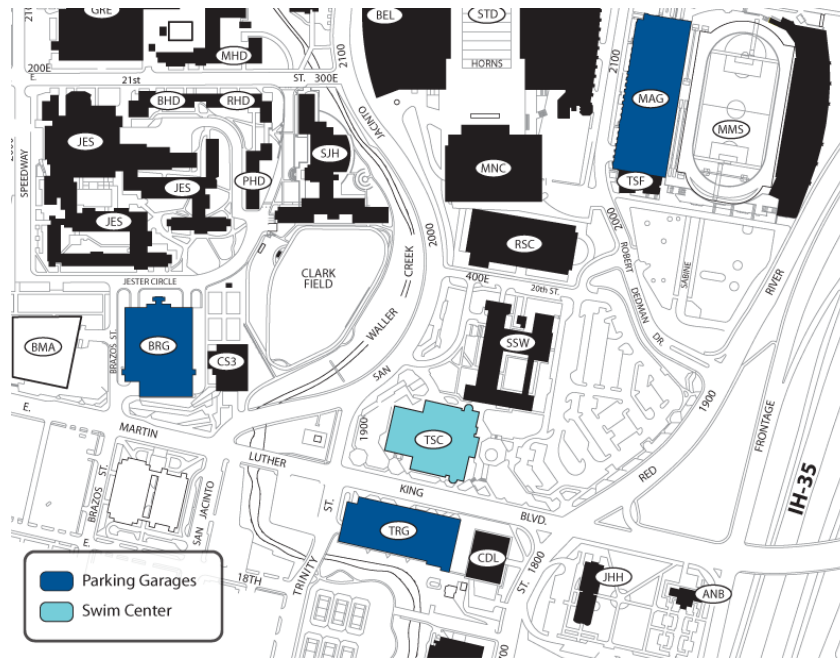 GRE
BEL
STD
2100
MHD
2100
HORNS
2100
200E
E.
21st
ST.
300E
BHD
RHD
MAG
MMS
JACINTO
SPEEDWAY
JES
SJH
MNC
JES
PHD
TSF
JES
2000
2000
RSC
ROBERT
CREEK
400E
SABINE
JESTER CIRCLE
CLARK
FIELD
20th ST.
RIVER
DEDMAN
WALLER
BMA
BRAZOS ST.
BRG
CS3
SSW
DR.
SAN
1900
E.
MARTIN
1900
TSC
FRONTAGE
LUTHER
RED
IH-35
BRAZOS
ST.
SAN JACINTO
KING
BLVD.
ST.
TRG
E.
CDL
1800
Parking Garages
18TH
TRINITY
JHH
ST.
ANB
Swim Center